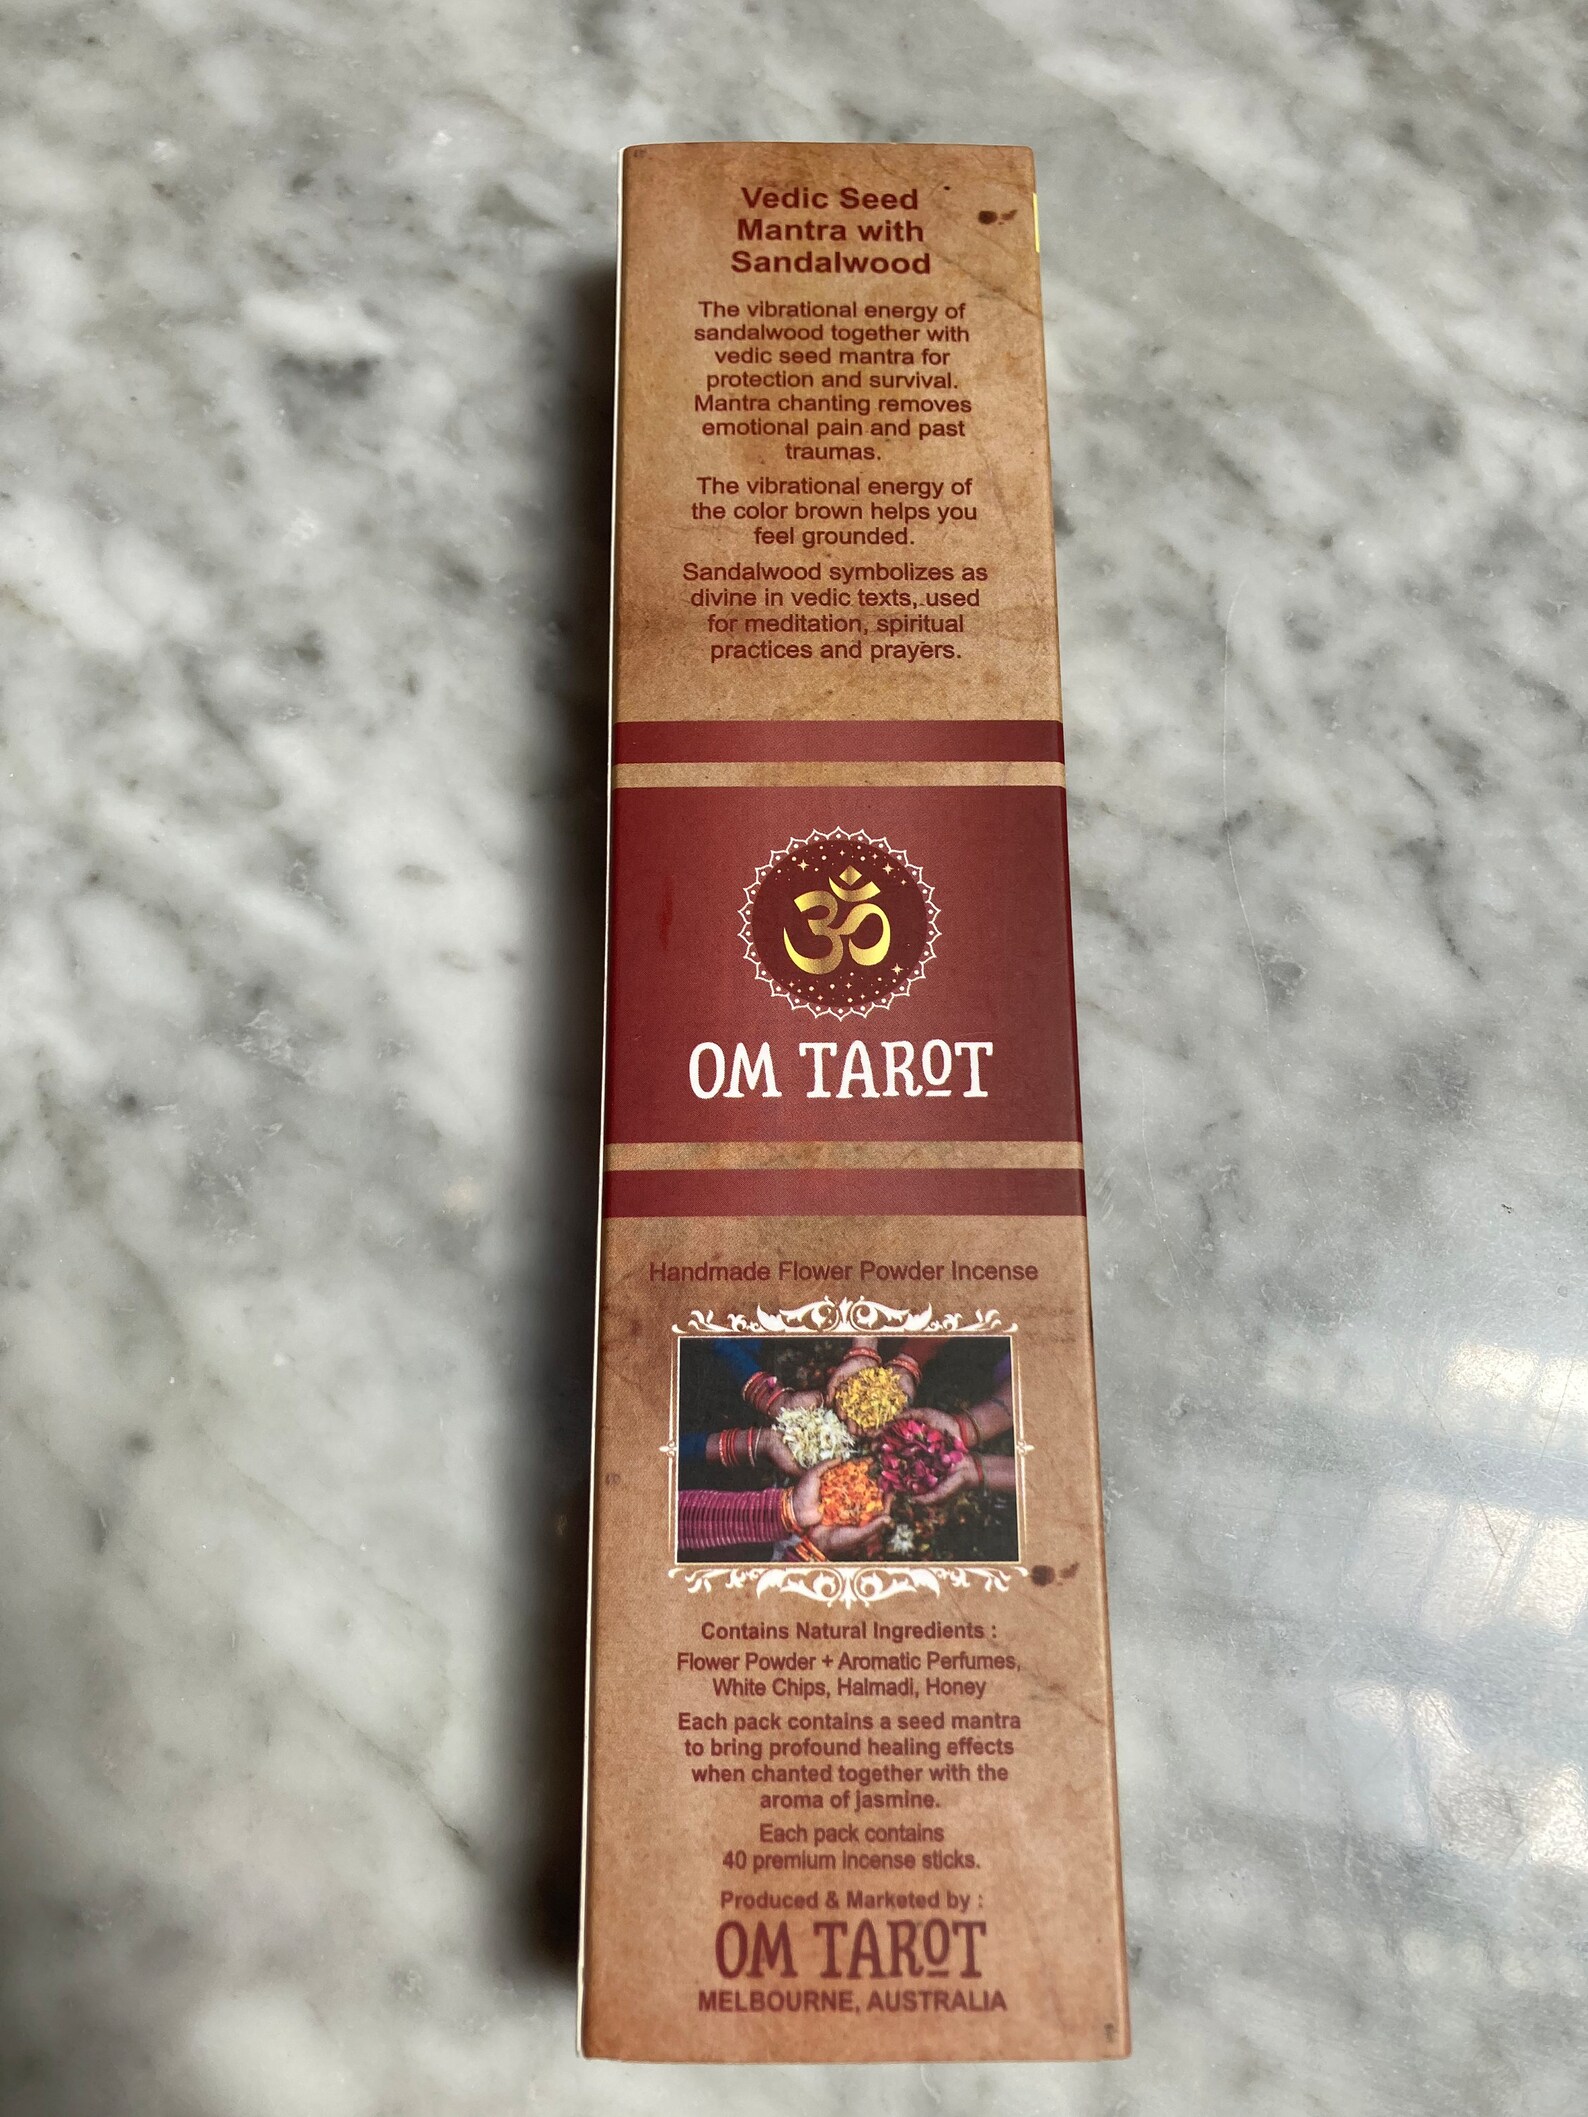 Vedic Seed
Mantra with
Sandalwood
The vibrational energy of
sandalwood together with
vedic seed mantra for
protection and survival.
Mantra chanting removes
emotional pain and past
traumas.
The vibrational energy of
the color brown helps you
feel grounded.
Sandalwood symbolizes as
divine in vedic texts, used
for meditation, spiritual
practices and prayers.
ॐ
OM TAROT
Handmade Flower Powder Incense
Contains Natural Ingredients :
Flower Powder + Aromatic Perfumes,
White Chips, Halmadi, Honey
Each pack contains a seed mantra
to bring profound healing effects
when chanted together with the
aroma of jasmine.
Each pack contains
40 premium incense sticks.
Produced & Marketed by :
OM TAROT
MELBOURNE, AUSTRALIA